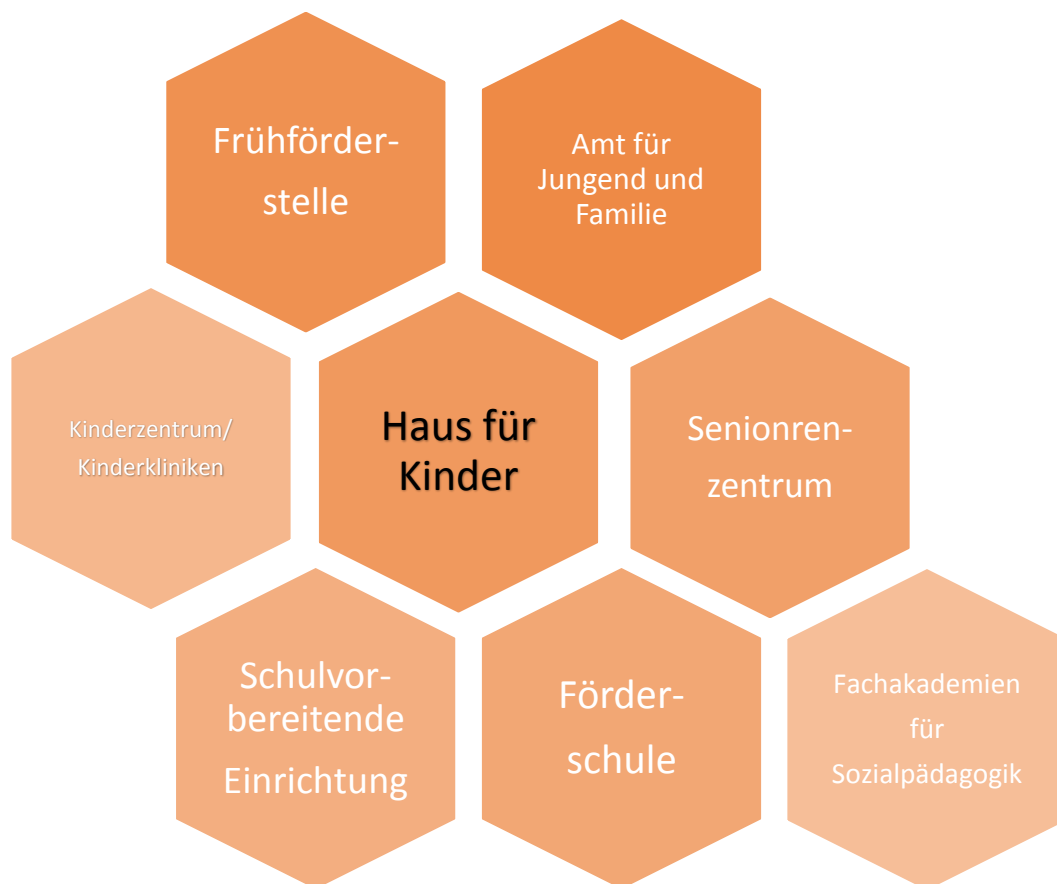 Frühförder-
stelle
Amt für
Jungend und
Familie
Kinderzentrum/
Kinderkliniken
Haus für
Kinder
Senionren-
zentrum
Schulvor-
bereitende
Einrichtung
Förder-
schule
Fachakademien
für
Sozialpädagogik